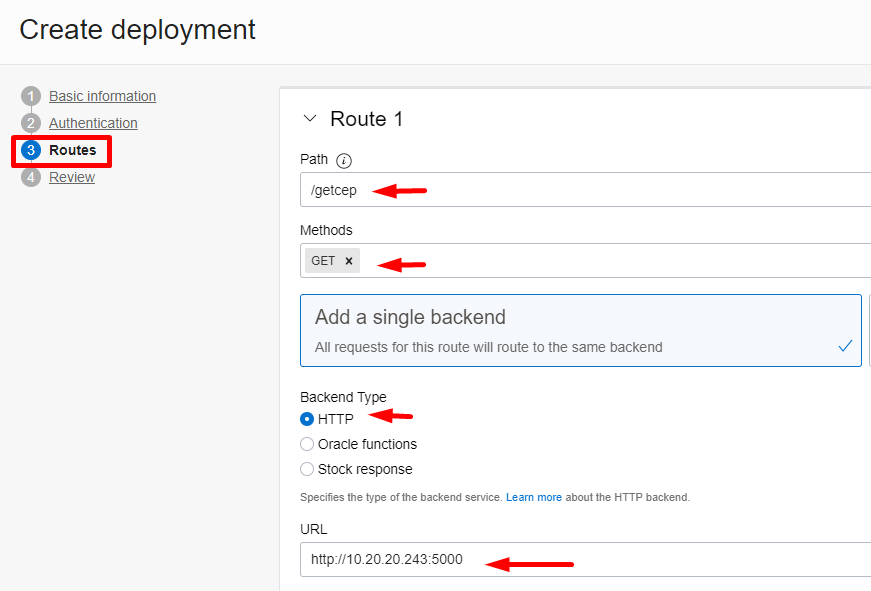 Create deployment
1 Basic information
2 Authentication
3 Routes
4 Review
Route 1
Path i
/getcep
Methods
GET ×
Add a single backend
All requests for this route will route to the same backend
Backend Type
HTTP
Oracle functions
Stock response
Specifies the type of the backend service. Learn more about the HTTP backend.
URL
http://10.20.20.243:5000